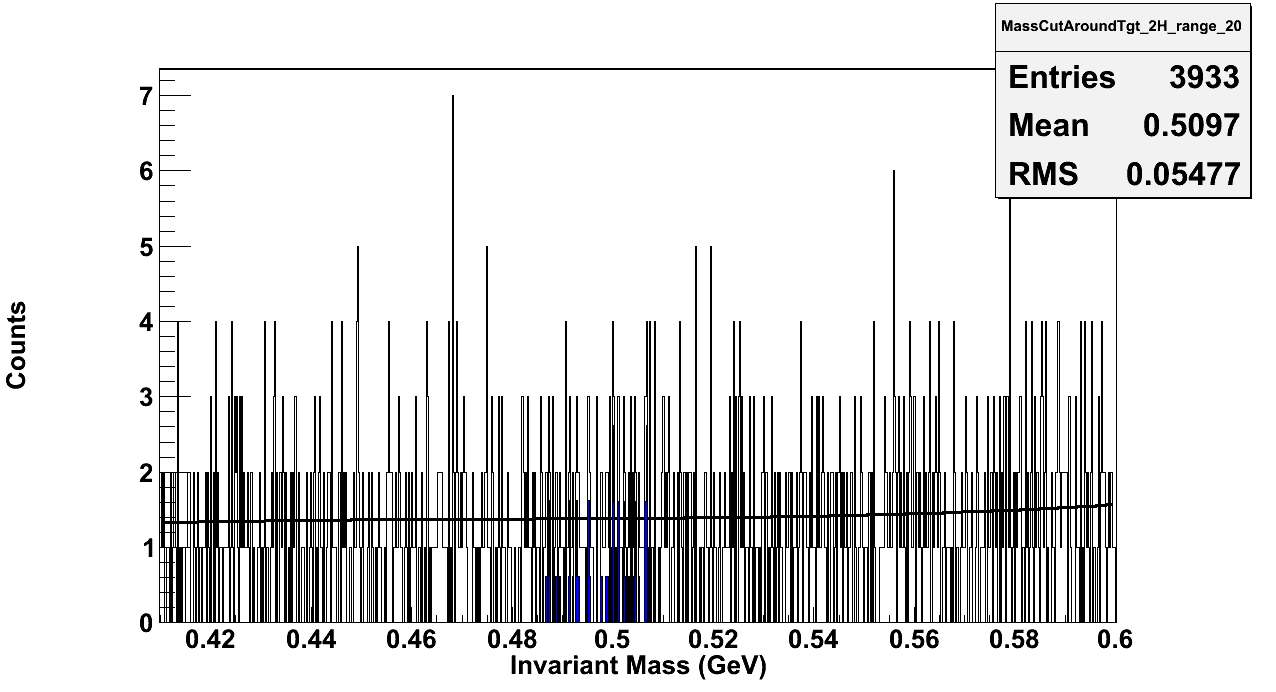 MassCutAroundTgt_2H_range_20
Entries 3933
Mean 0.5097
RMS 0.05477
7
6
5
4
3
2
1
0
Counts
0.42 0.44 0.46 0.48 0.5 0.52 0.54 0.56 0.58 0.6
Invariant Mass (GeV)